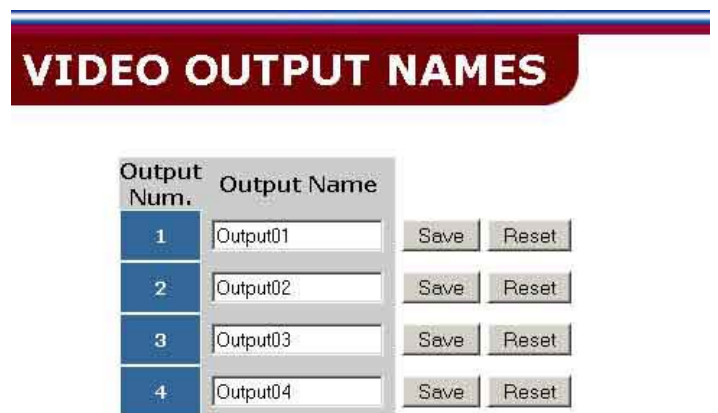 VIDEO OUTPUT NAMES
Output Num. Output Name
1 Output01 Save Reset
2 Output02 Save Reset
3 Output03 Save Reset
4 Output04 Save Reset